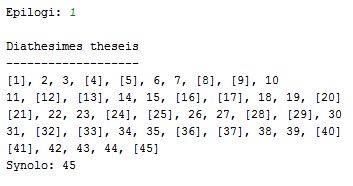 Epilogi: 1
Diathesimes theseis
-------------------
[1], 2, 3, [4], [5], 6, 7, [8], [9], 10
11, [12], [13], 14, 15, [16], [17], 18, 19, [20]
[21], 22, 23, [24], [25], 26, 27, [28], [29], 30
31, [32], [33], 34, 35, [36], [37], 38, 39, [40]
[41], 42, 43, 44, [45]
Synolo: 45